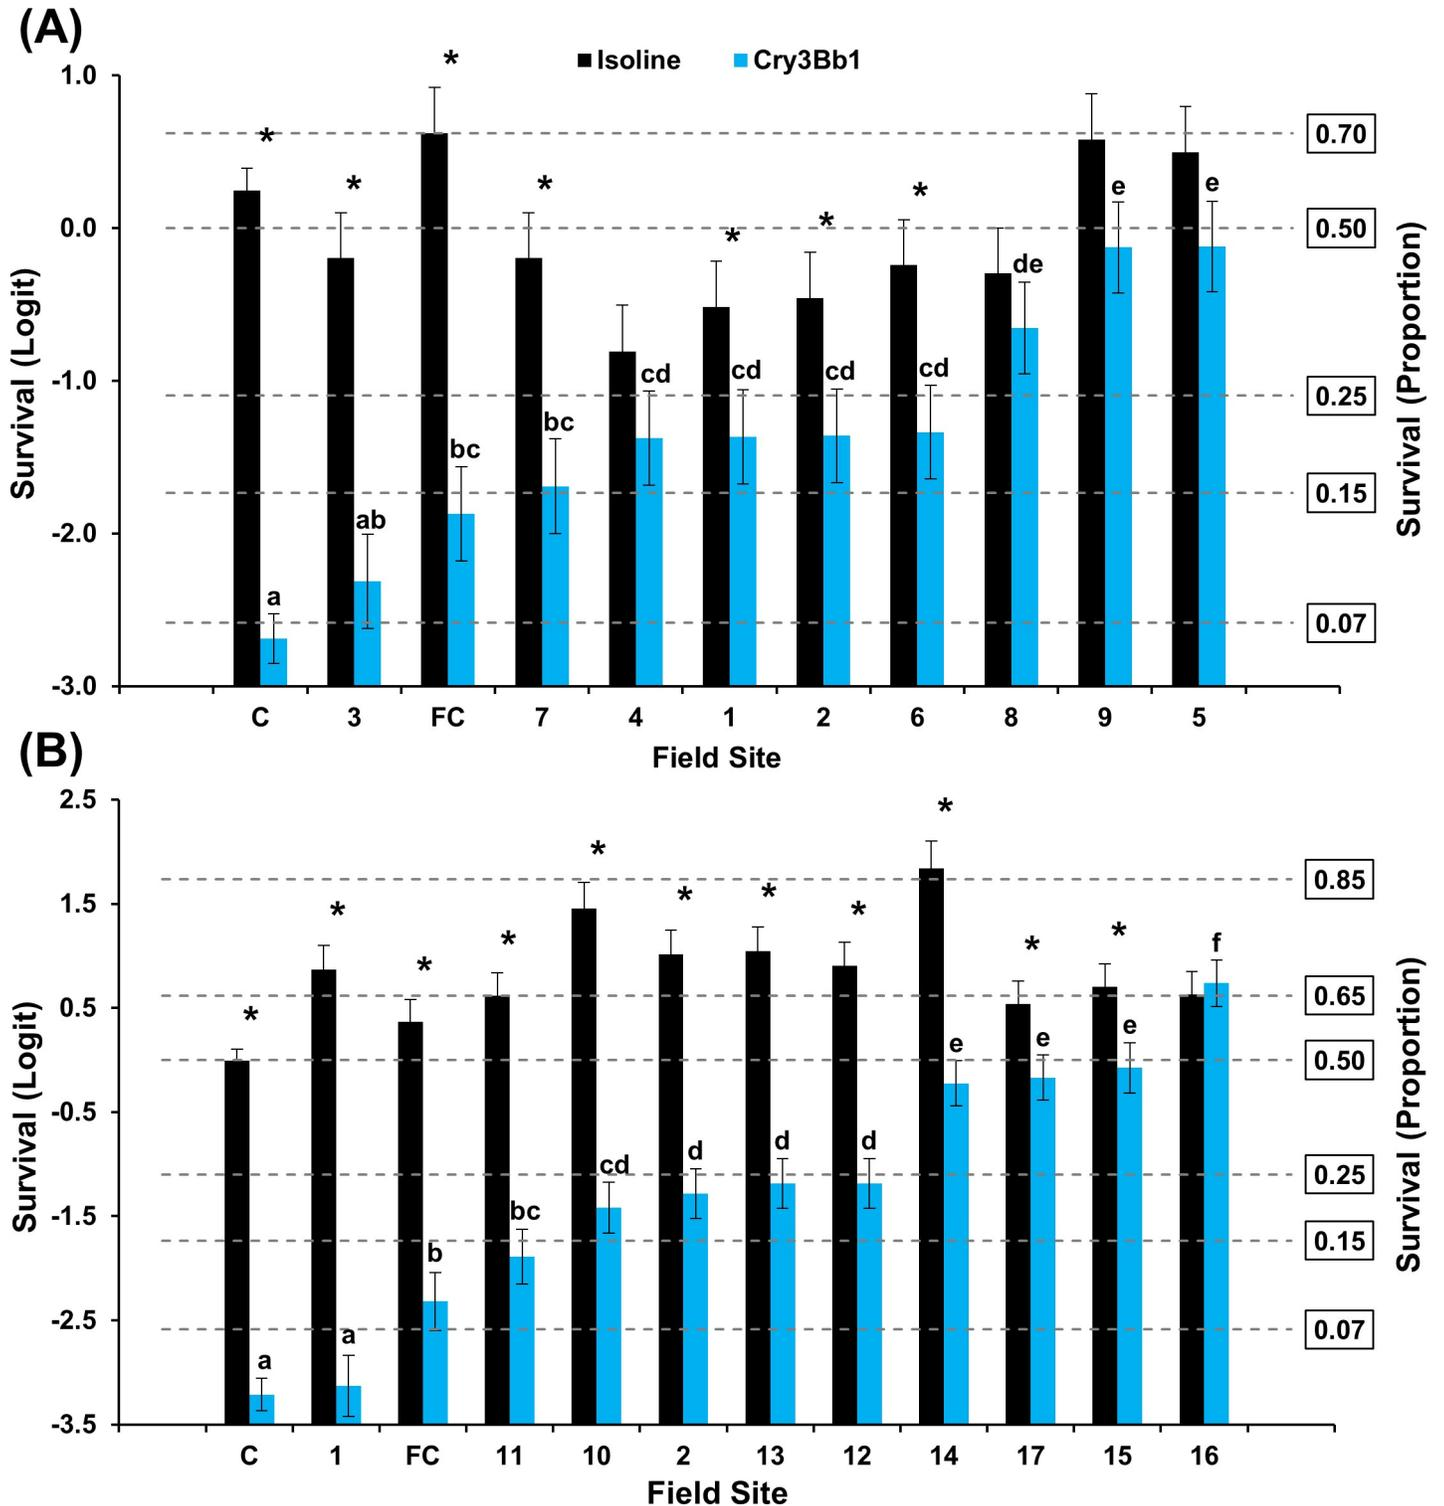 (A)
Isoline Cry3Bb1
1.0
0.0
-1.0
-2.0
-3.0
Survival (Logit)
* * * * * * *
a ab bc bc cd cd cd cd de e e
0.70
0.50
0.25
0.15
0.07
Survival (Proportion)
C 3 FC 7 4 1 2 6 8 9 5
Field Site
(B)
2.5
1.5
0.5
-0.5
-1.5
-2.5
-3.5
Survival (Logit)
* * * * * * * * * * *
a a b bc cd d d d e e e f
0.85
0.65
0.50
0.25
0.15
0.07
Survival (Proportion)
C 1 FC 11 10 2 13 12 14 17 15 16
Field Site